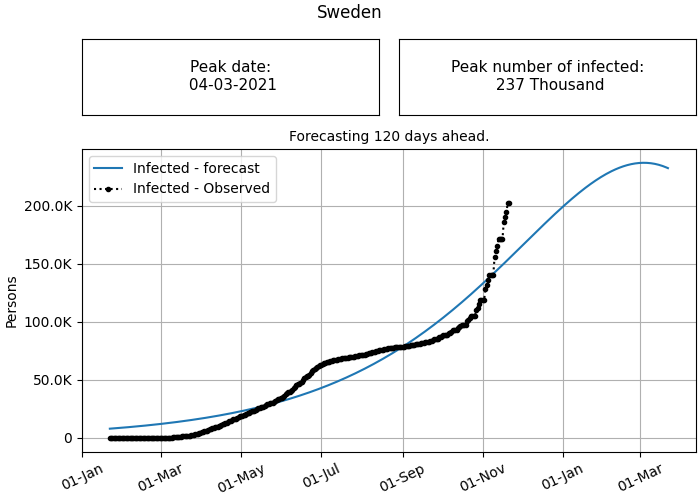 Sweden
Peak date:
04-03-2021
Peak number of infected:
237 Thousand
Forecasting 120 days ahead.
Infected - forecast
Infected - Observed
200.0K
150.0K
100.0K
50.0K
0
Persons
01-Jan
01-Mar
01-May
01-Jul
01-Sep
01-Nov
01-Jan
01-Mar